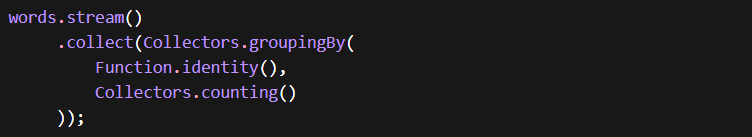 words.stream()
     .collect(Collectors.groupingBy(
         Function.identity(),
         Collectors.counting()
     ));